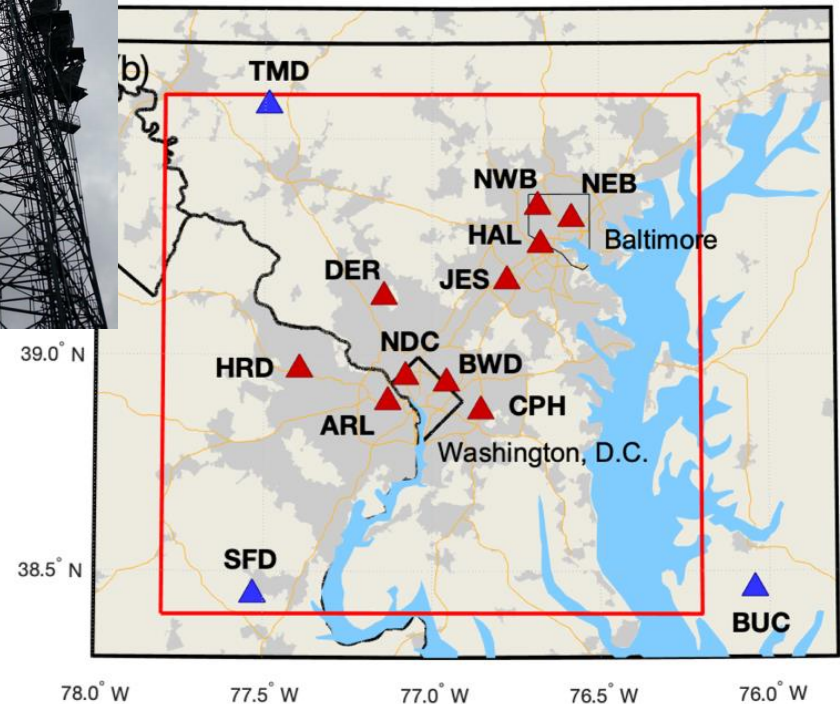 b)
TMD
NWB
NEB
HAL
Baltimore
DER
JES
39.0° N
HRD
NDC
BWD
ARL
CPH
Washington, D.C.
38.5° N
SFD
BUC
78.0° W
77.5° W
77.0° W
76.5° W
76.0° W